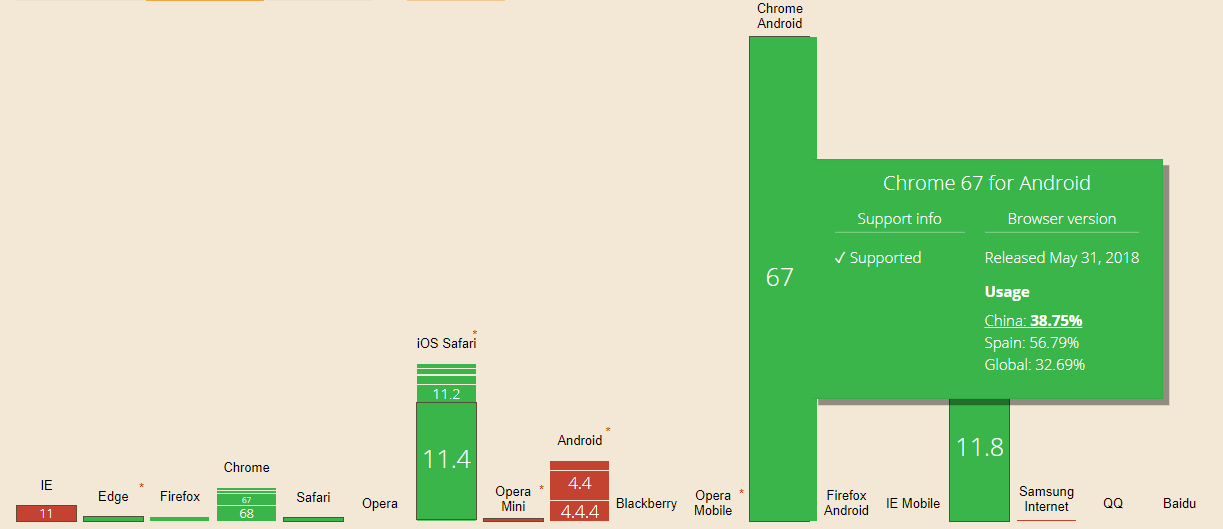 Chrome
Android
Chrome 67 for Android
Support info
Browser version
✓ Supported
Released May 31, 2018
67
Usage
China: 38.75%
Spain: 56.79%
Global: 32.69%
*
iOS Safari
11.2
11.4
*
Android
11.8
Chrome
4.4
IE
*
Edge
Firefox
67
Safari
Opera
*
Opera
Mini
4.4.4
Blackberry
*
Opera
Mobile
Firefox
Android
IE Mobile
Samsung
Internet
QQ
Baidu
11
68